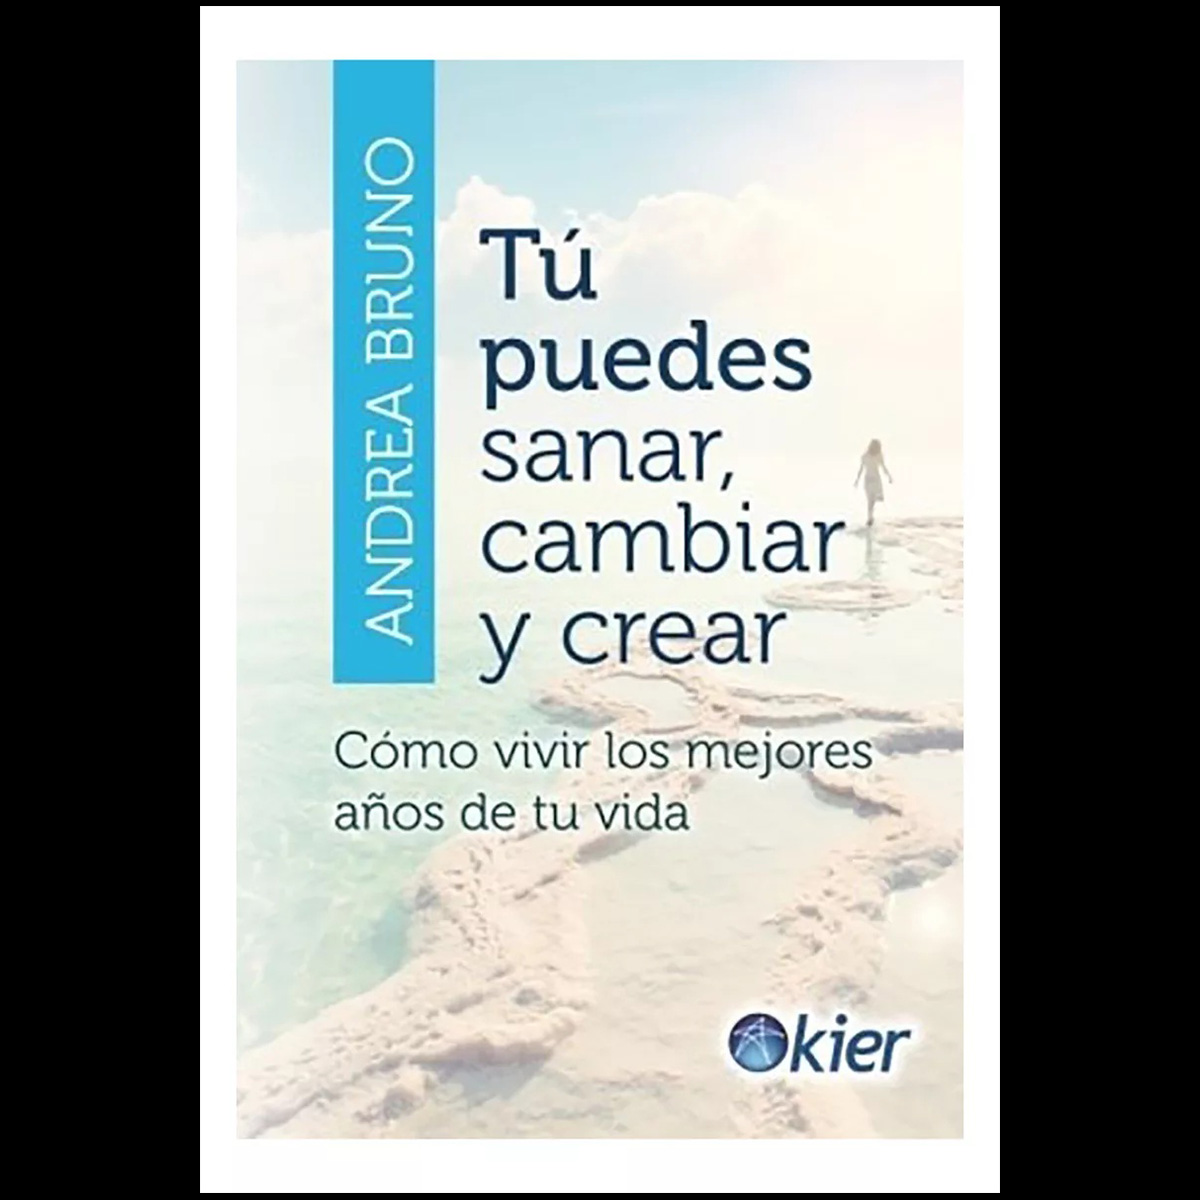 ANDREA BRUNO
Tú
puedes
sanar,
cambiar
y crear
Cómo vivir los mejores
años de tu vida
kier